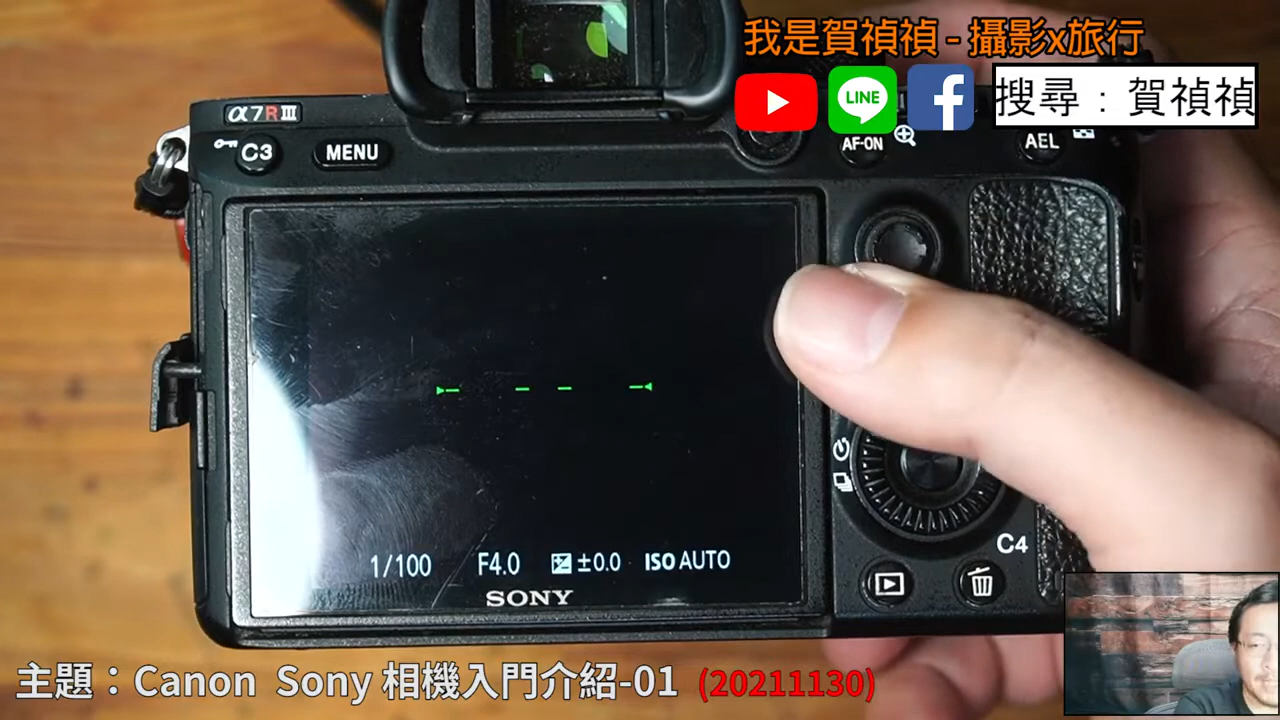 我是賀禎禎 - 攝影x旅行
LINE
搜尋：賀禎禎
α7RIII
C3
MENU
AF-ON
AEL
1/100 F4.0 ±0.0 ISO AUTO
SONY
C4
主題：Canon Sony 相機入門介紹-01 (20211130)